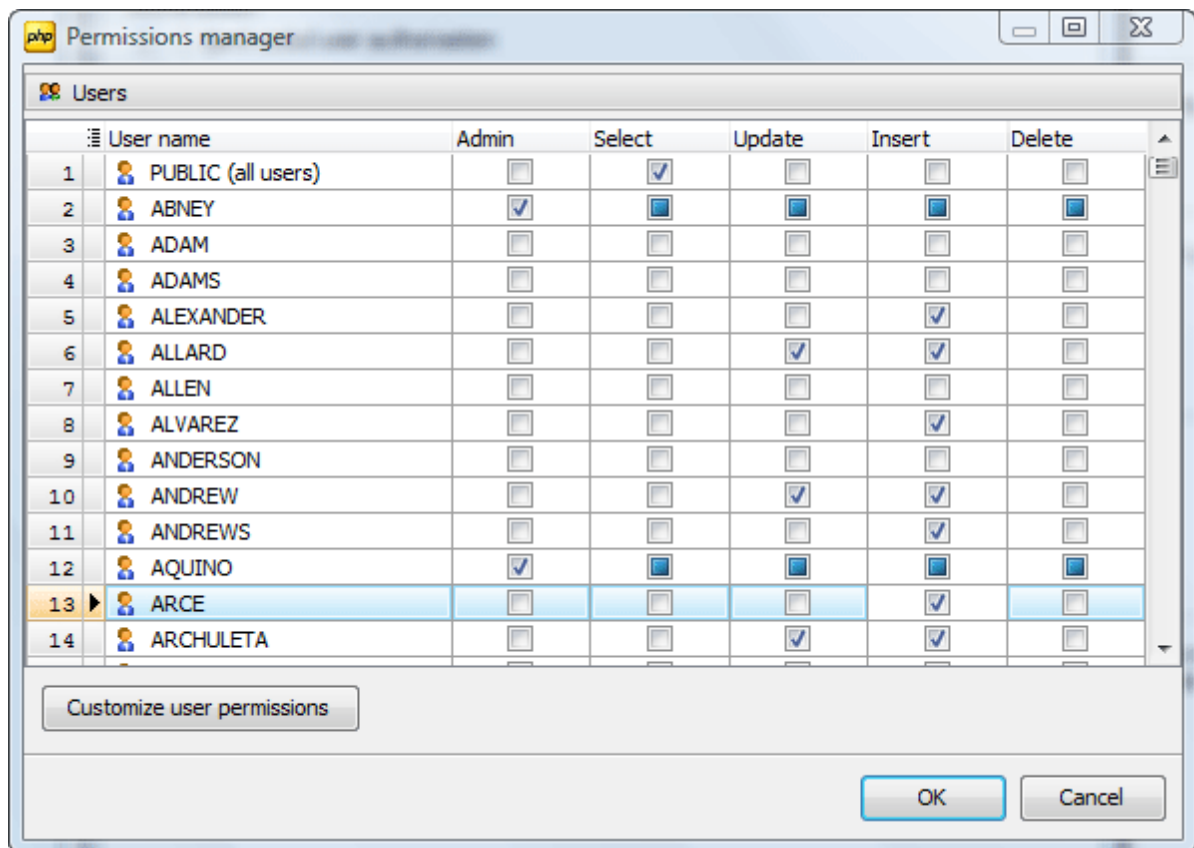 php Permissions manager
Users
User name Admin Select Update Insert Delete
1 PUBLIC (all users)
2 ABNEY
3 ADAM
4 ADAMS
5 ALEXANDER
6 ALLARD
7 ALLEN
8 ALVAREZ
9 ANDERSON
10 ANDREW
11 ANDREWS
12 AQUINO
13 ARCE
14 ARCHULETA
Customize user permissions
OK Cancel